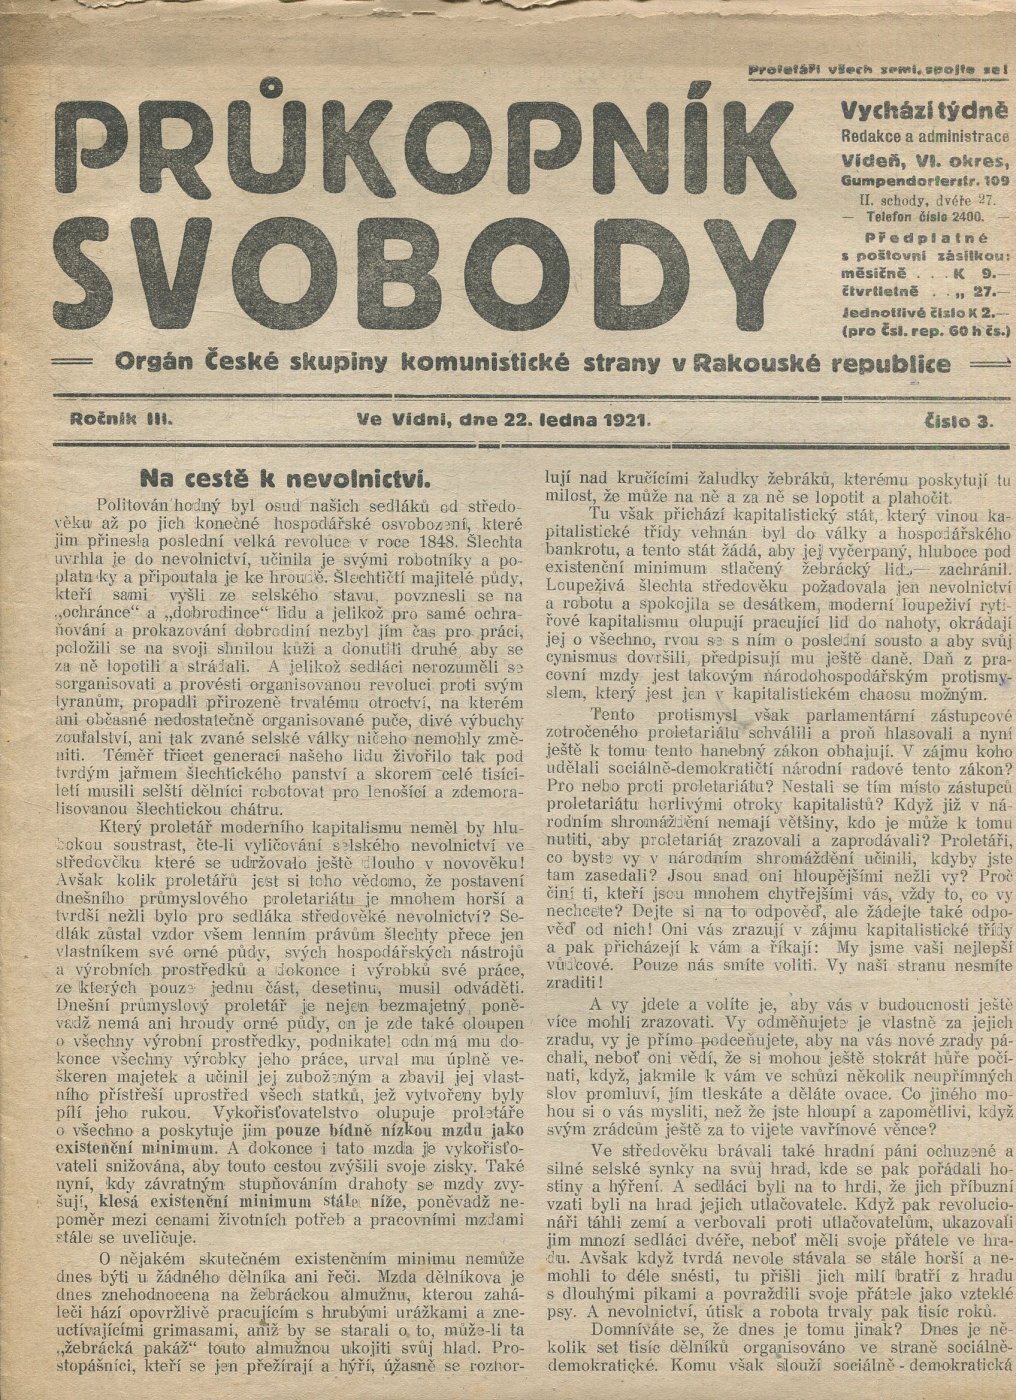 Proletáři všech zemí, spojte se!
PRŮKOPNÍK
SVOBODY
Vychází týdně
Redakce a administrace
Vídeň, VI. okres,
Gumpendorferstr. 109
II. schody, dvéře 27.
— Telefon číslo 2400. —
Předplatné
s poštovní zásilkou:
měsíčně . . . K 9.—
čtvrtletně . . „ 27.—
Jednotlivé číslo K 2.—
(pro čsl. rep. 60 h čs.)
Orgán České skupiny komunistické strany v Rakouské republice
Ročník III.
Ve Vídni, dne 22. ledna 1921.
Číslo 3.
Na cestě k nevolnictví.
Politování hodný byl osud našich sedláků od středo-
věku až po jich konečné hospodářské osvobození, které
jim přinesla poslední velká revoluce v roce 1848. Šlechta
uvrhla je do nevolnictví, učinila je svými robotníky a po-
platníky a připoutala je ke hroudě. Šlechtičtí majitelé půdy,
kteří sami vyšli ze selského stavu, povznesli se na
„ochránce“ a „dobrodince“ lidu a jelikož pro samé ochra-
ňování a prokazování dobrodiní nezbyl jím čas pro práci,
položili se na svoji shnilou kůži a donutili druhé, aby se
za ně lopotili a strádali. A jelikož sedláci nerozuměli se
sorganisovati a provésti organisovanou revoluci proti svým
tyranům, propadli přirozeně trvalému otroctví, na kterém
ani občasné nedostatečně organisované puče, divé výbuchy
zoufalství, ani tak zvané selské války ničeho nemohly změ-
niti. Téměř třicet generací našeho lidu živořilo tak pod
tvrdým jařmem šlechtického panství a skorem celé tisíci-
letí musili selští dělníci robotovat pro lenošící a zdemora-
lisovanou šlechtickou chátru.
Který proletář moderního kapitalismu neměl by hlu-
bokou soustrast, čte-li vyličování selského nevolnictví ve
středověku které se udržovalo ještě dlouho v novověku!
Avšak kolik proletářů jest si toho vědomo, že postavení
dnešního průmyslového proletariátu je mnohem horší a
tvrdší nežli bylo pro sedláka středověké nevolnictví? Se-
dlák zůstal vzdor všem lenním právům šlechty přece jen
vlastníkem své orné půdy, svých hospodářských nástrojů
a výrobních prostředků a dokonce i výrobků své práce,
ze kterých pouze jednu část, desetinu, musil odváděti.
Dnešní průmyslový proletář je nejen bezmajetný, poně-
vadž nemá ani hroudy orné půdy, on je zde také oloupen
o všechny výrobní prostředky, podnikatel odnímá mu do-
konce všechny výrobky jeho práce, urval mu úplně ve-
škeren majetek a učinil jej zubožených a zbavil jej vlast-
ního přístřeší uprostřed všech statků, jež vytvořeny byly
pílí jeho rukou. Vykořisťovatelstvo olupuje proletáře
o všechno a poskytuje jim pouze bídně nízkou mzdu jako
existenční minimum. A dokonce i tato mzda je vykořisťo-
vateli snižována, aby touto cestou zvýšili svoje zisky. Také
nyní, kdy závratným stupňováním drahoty se mzdy zvy-
šují, klesá existenční minimum stále níže, poněvadž ne-
poměr mezi cenami životních potřeb a pracovními mzdami
stále se uveličuje.
O nějakém skutečném existenčním minimu nemůže
dnes býti u žádného dělníka ani řeči. Mzda dělníkova je
dnes znehodnocena na žebráckou almužnu, kterou zahá-
leči hází opovržlivě pracujícím s hrubými urážkami a zne-
uctívajícími grimasami, aniž by se starali o to, může-li ta
„žebrácká pakáž“ touto almužnou ukojiti svůj hlad. Pro-
stopášníci, kteří se jen přežírají a hýří, úžasně se rozhor-
lují nad kručícími žaludky žebráků, kterému poskytují tu
milost, že může na ně a za ně se lopotit a plahočit.
Tu však přichází kapitalistický stát, který vinou ka-
pitalistické třídy vehnán byl do války a hospodářského
bankrotu, a tento stát žádá, aby jej vyčerpaný, hluboce pod
existenční minimum stlačený žebrácký lid — zachránil.
Loupeživá šlechta středověku požadovala jen nevolnictví
a robotu a spokojila se desátkem, moderní loupeživí rytí-
řové kapitalismu olupují pracující lid do nahoty, okrádají
jej o všechno, rvou se s ním o poslední sousto a aby svůj
cynismus dovršili, předpisují mu ještě daně. Daň z pra-
covní mzdy jest takovým národohospodářským protismy-
slem, který jest jen v kapitalistickém chaosu možným.
Tento protismysl však parlamentární zástupcové
zotročeného proletariátu schválili a proň hlasovali a nyní
ještě k tomu tento hanebný zákon obhajují. V zájmu koho
udělali sociálně-demokratičtí národní radové tento zákon?
Pro nebo proti proletariátu? Nestali se tím místo zástupců
proletariátu horlivými otroky kapitalistů? Když již v ná-
rodním shromáždění nemají většiny, kdo je může k tomu
nutiti, aby proletariát zrazovali a zaprodávali? Proletáři,
co byste vy v národním shromáždění učinili, kdyby jste
tam zasedali? Jsou snad oni hloupějšími nežli vy? Proč
činí ti, kteří jsou mnohem chytřejšími vás, vždy to, co vy
nechcete? Dejte si na to odpověď, ale žádejte také odpo-
věď od nich! Oni vás zrazují v zájmu kapitalistické třídy
a pak přicházejí k vám a říkají: My jsme vaši nejlepší
vůdcové. Pouze nás smíte voliti. Vy naši stranu nesmíte
zraditi!
A vy jdete a volíte je, aby vás v budoucnosti ještě
více mohli zrazovati. Vy odměňujete je vlastně za jejich
zradu, vy je přímo podceňujete, aby na vás nové zrady pá-
chali, neboť oni vědí, že si mohou ještě stokrát hůře počí-
nati, když, jakmile k vám ve schůzi několik neupřímných
slov promluví, jim tleskáte a děláte ovace. Co jiného mo-
hou si o vás mysliti, než že jste hloupí a zapomětliví, když
svým zrádcům ještě za to vijete vavřínové věnce?
Ve středověku brávali také hradní páni ochuzené a
silné selské synky na svůj hrad, kde se pak pořádali ho-
stiny a hýření. A sedláci byli na to hrdi, že jich příbuzní
vzati byli na hrad jejich utlačovatele. Když pak revolucio-
náři táhli zemí a verbovali proti utlačovatelům, ukazovali
jim mnozí sedláci dvéře, neboť měli svoje přátele ve hra-
du. Avšak když tvrdá nevole stávala se stále horší a ne-
mohli to déle snésti, tu přišli jich milí bratří z hradu
s dlouhými pikami a povraždili svoje přátele jako vzteklé
psy. A nevolnictví, útisk a robota trvaly pak tisíc roků.
Domníváte se, že dnes je tomu jinak? Dnes je ně-
kolik set tisíc dělníků organisováno ve straně sociálně-
demokratické. Komu však slouží sociálně-demokratická